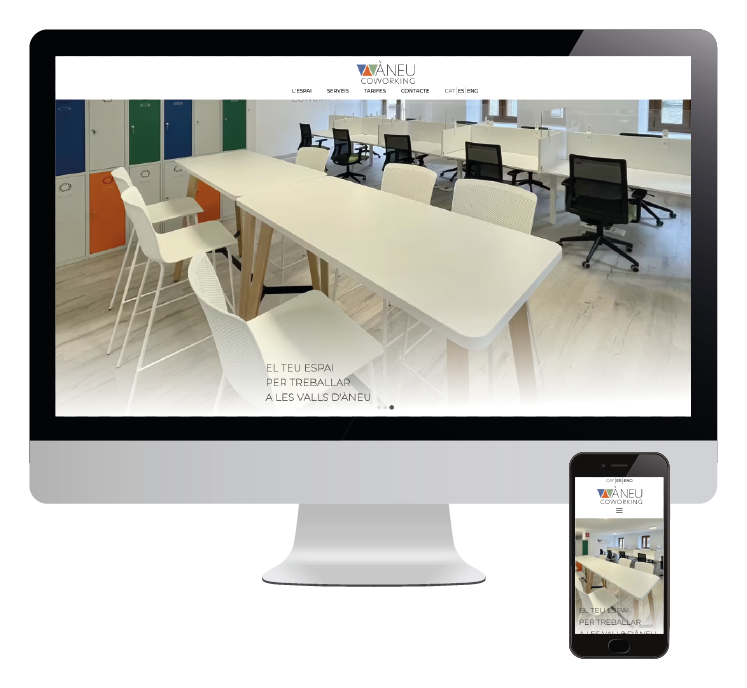 ÀNEU
COWORKING
L'ESPAI SERVEIS TARIFES CONTACTE CAT|ES|ENG
EL TEU ESPAI
PER TREBALLAR
A LES VALLS D'ÀNEU
CAT|ES|ENG
ÀNEU
COWORKING
EL TEU ESPAI
PER TREBALLAR
A LES VALLS D'ÀNEU